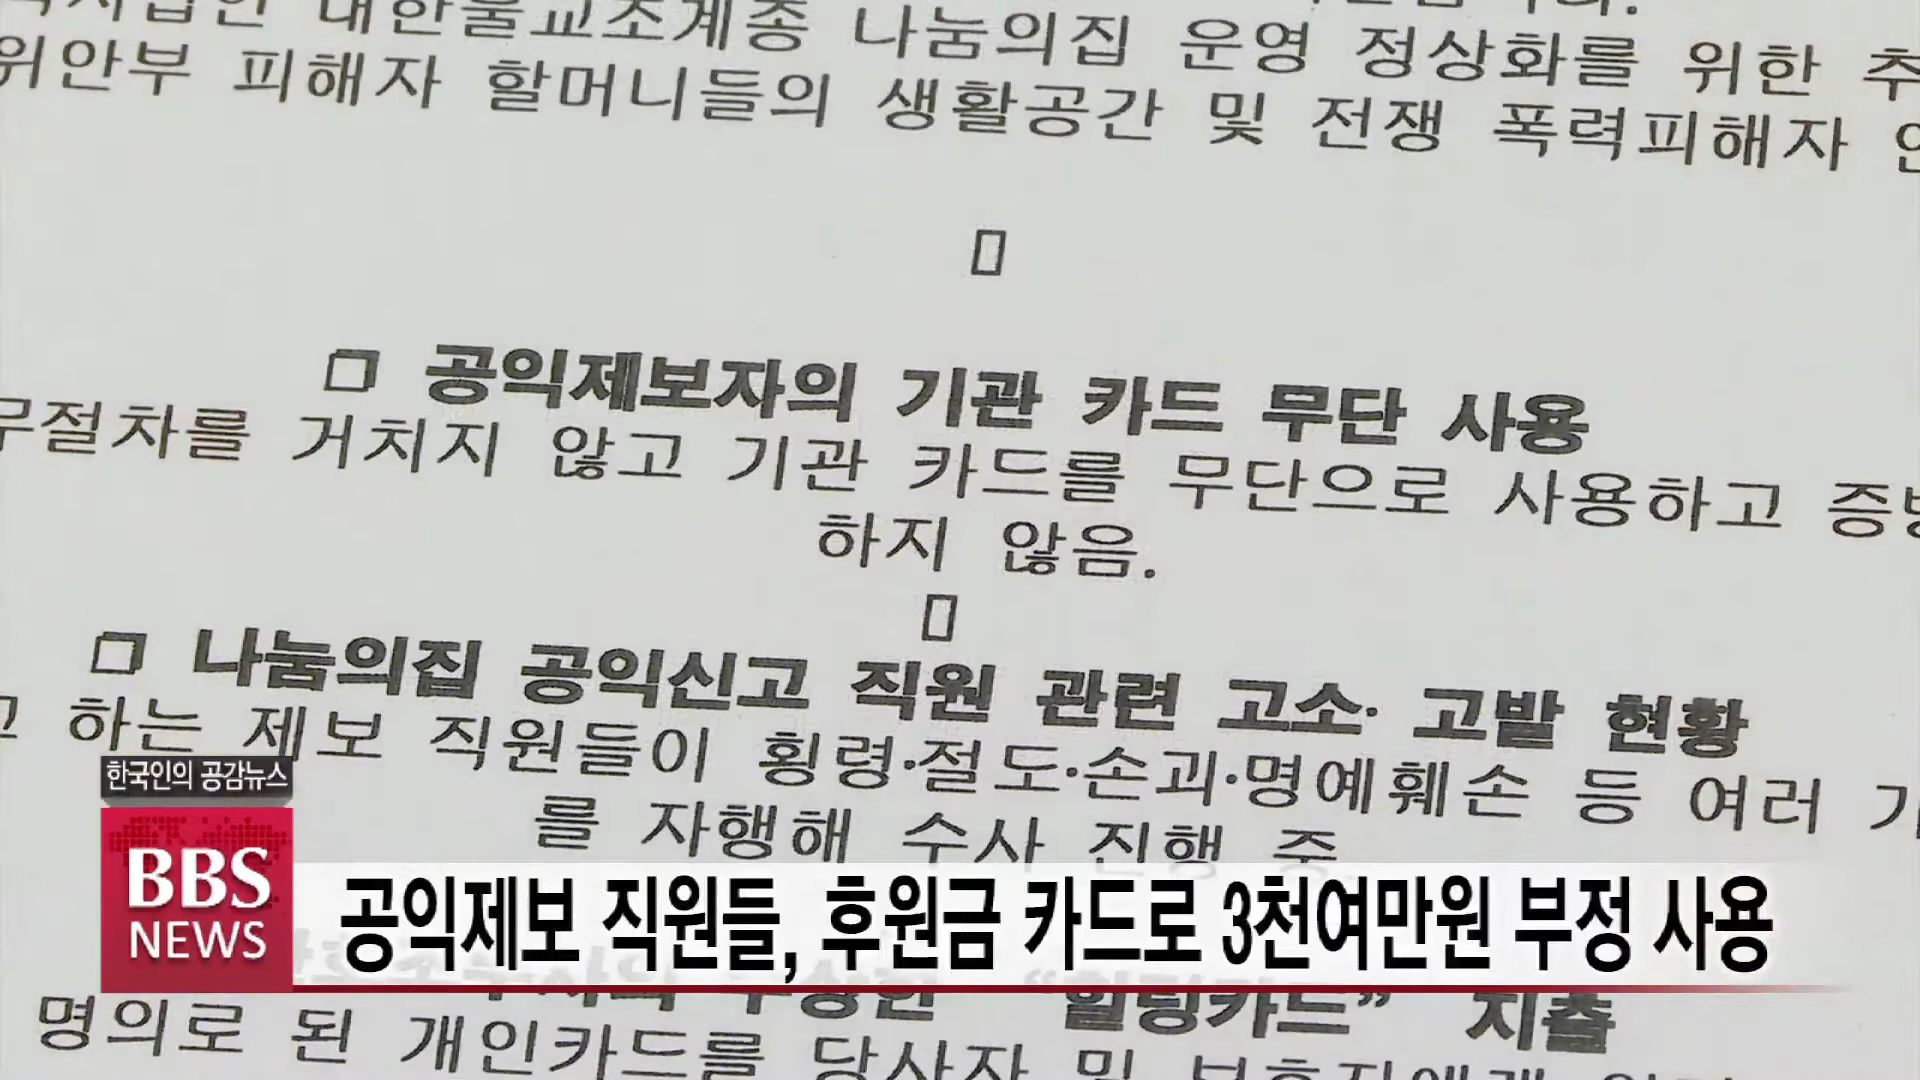 대한불교조계종 나눔의집 운영 정상화를 위한 추
위안부 피해자 할머니들의 생활공간 및 전쟁 폭력피해자
공익제보자의 기관 카드 무단 사용
무절차를 거치지 않고 기관 카드를 무단으로 사용하고
하지 않음.
나눔의집 공익신고 직원 관련 고소·고발 현황
고 하는 제보 직원들이 횡령·절도·손괴·명예훼손 등 여러
를 자행해 수사 진행 중.
한국인의 공감뉴스
BBS
NEWS
공익제보 직원들, 후원금 카드로 3천여만원 부정 사용
"힐링카드" 지출
명의로 된 개인카드를 당사자 및